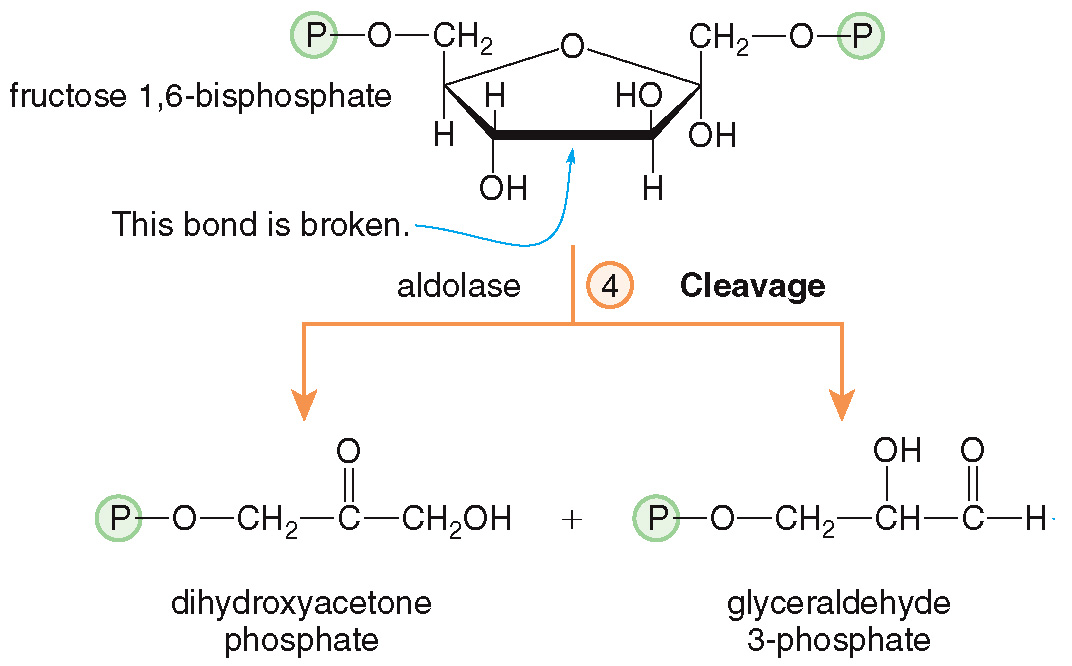 P—O—CH₂ O CH₂—O—P
fructose 1,6-bisphosphate H HO
H OH
OH H
This bond is broken.
aldolase 4 Cleavage
O OH O
P—O—CH₂—C—CH₂OH + P—O—CH₂—CH—C—H
dihydroxyacetone glyceraldehyde
phosphate 3-phosphate